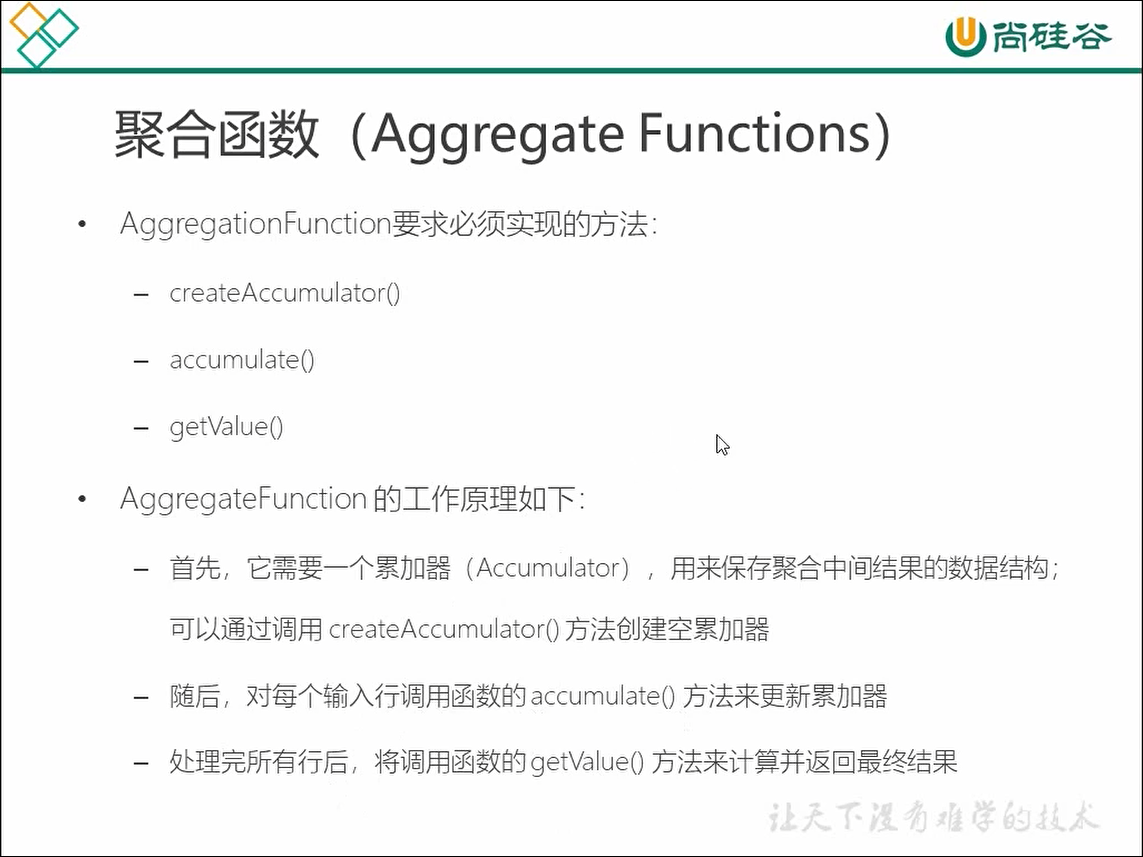 尚硅谷
聚合函数（Aggregate Functions）
• AggregationFunction要求必须实现的方法：
– createAccumulator()
– accumulate()
– getValue()
• AggregateFunction 的工作原理如下：
– 首先，它需要一个累加器（Accumulator），用来保存聚合中间结果的数据结构；
可以通过调用 createAccumulator() 方法创建空累加器
– 随后，对每个输入行调用函数的 accumulate() 方法来更新累加器
– 处理完所有行后，将调用函数的 getValue() 方法来计算并返回最终结果
让天下没有难学的技术